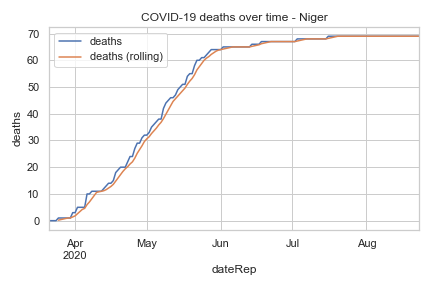 COVID-19 deaths over time - Niger
deaths
deaths (rolling)
70
60
50
40
30
20
10
0
deaths
Apr May Jun Jul Aug
2020
dateRep